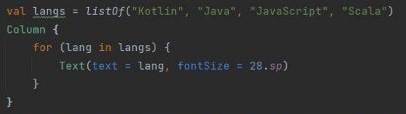 val langs = listOf("Kotlin", "Java", "JavaScript", "Scala")
Column {
    for (lang in langs) {
        Text(text = lang, fontSize = 28.sp)
    }
}